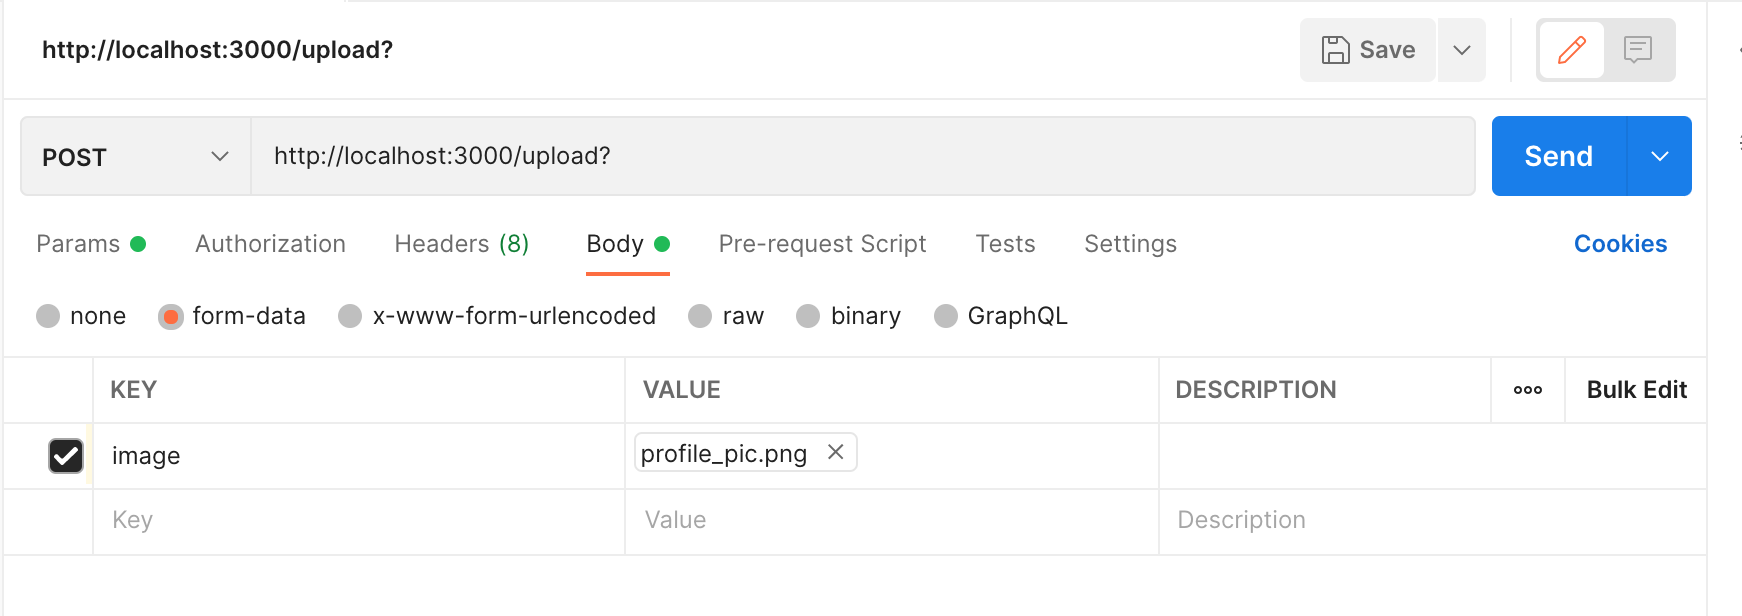 http://localhost:3000/upload?
Save
POST
http://localhost:3000/upload?
Send
Params Authorization Headers (8) Body Pre-request Script Tests Settings Cookies
none form-data x-www-form-urlencoded raw binary GraphQL
KEY VALUE DESCRIPTION Bulk Edit
image profile_pic.png
Key Value Description